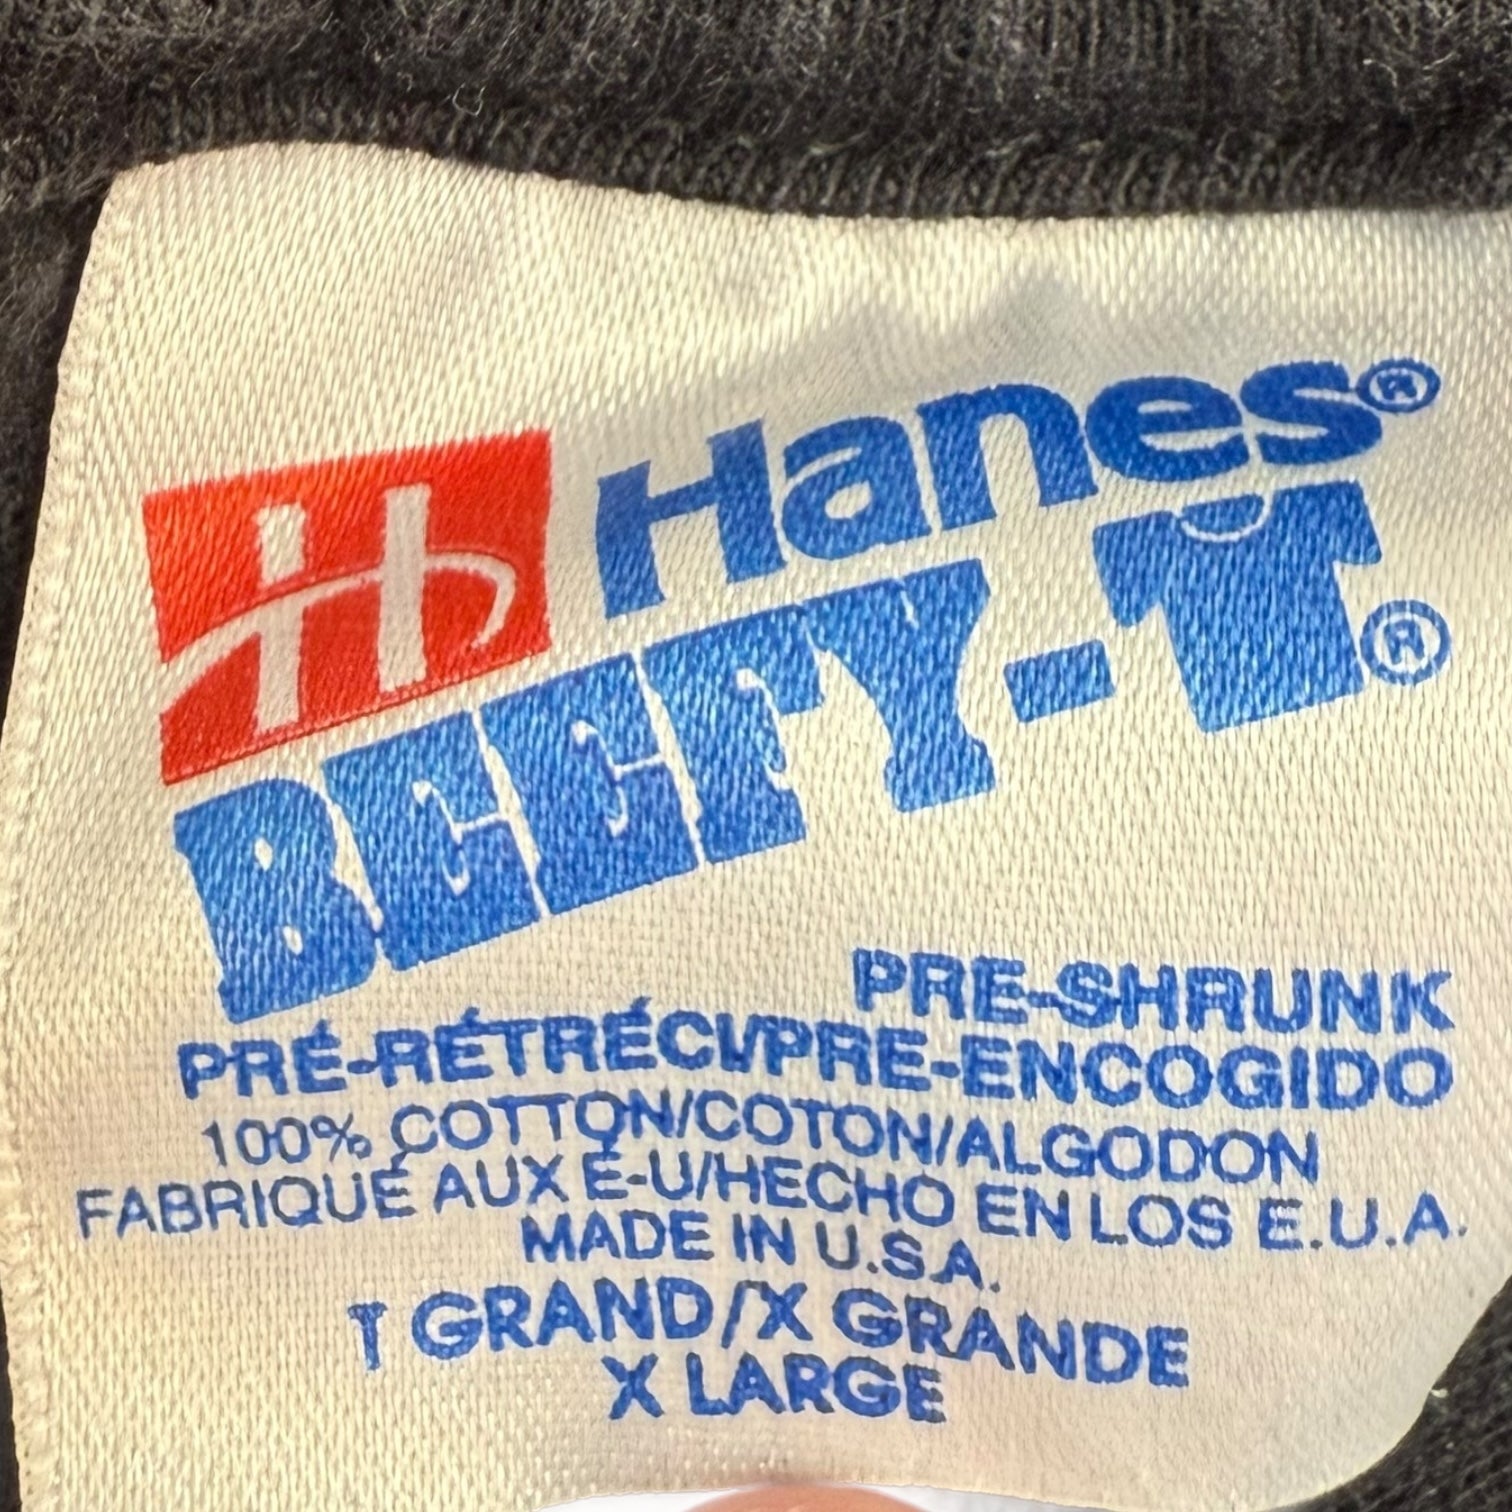 H Hanes®
BEEFY-T®
PRE-SHRUNK
PRÉ-RÉTRÉCI/PRE-ENCOGIDO
100% COTTON/COTON/ALGODON
FABRIQUÉ AUX É-U/HECHO EN LOS E.U.A.
MADE IN U.S.A.
T GRAND/X GRANDE
X LARGE